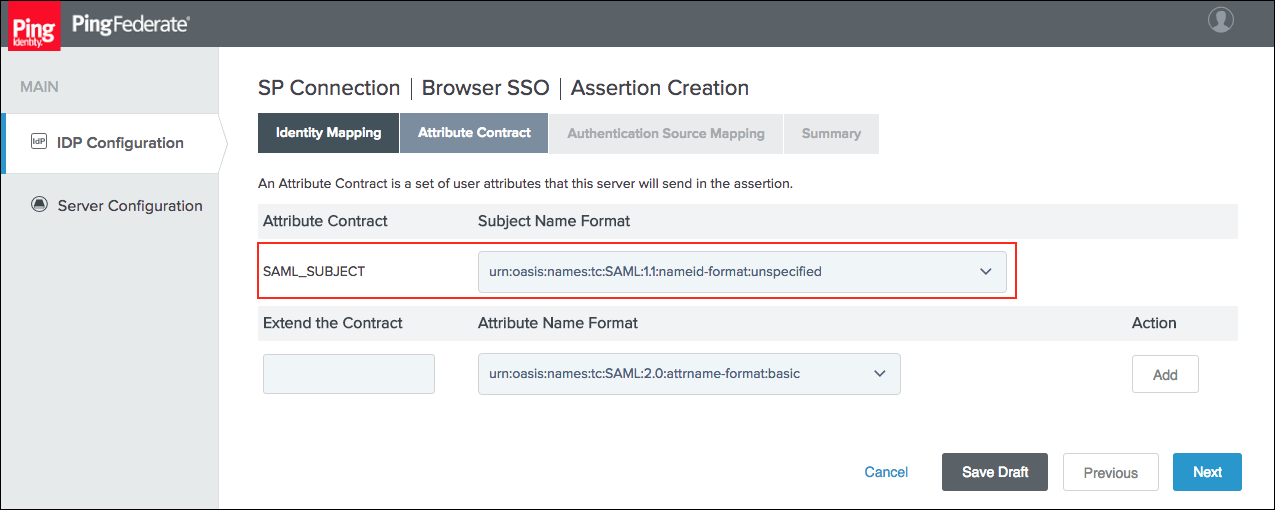 Ping
Identity.
PingFederate®
MAIN
IdP
IDP Configuration
Server Configuration
SP Connection | Browser SSO | Assertion Creation
Identity Mapping Attribute Contract Authentication Source Mapping Summary
An Attribute Contract is a set of user attributes that this server will send in the assertion.
Attribute Contract Subject Name Format
SAML_SUBJECT urn:oasis:names:tc:SAML:1.1:nameid-format:unspecified
Extend the Contract Attribute Name Format Action
urn:oasis:names:tc:SAML:2.0:attrname-format:basic Add
Cancel Save Draft Previous Next